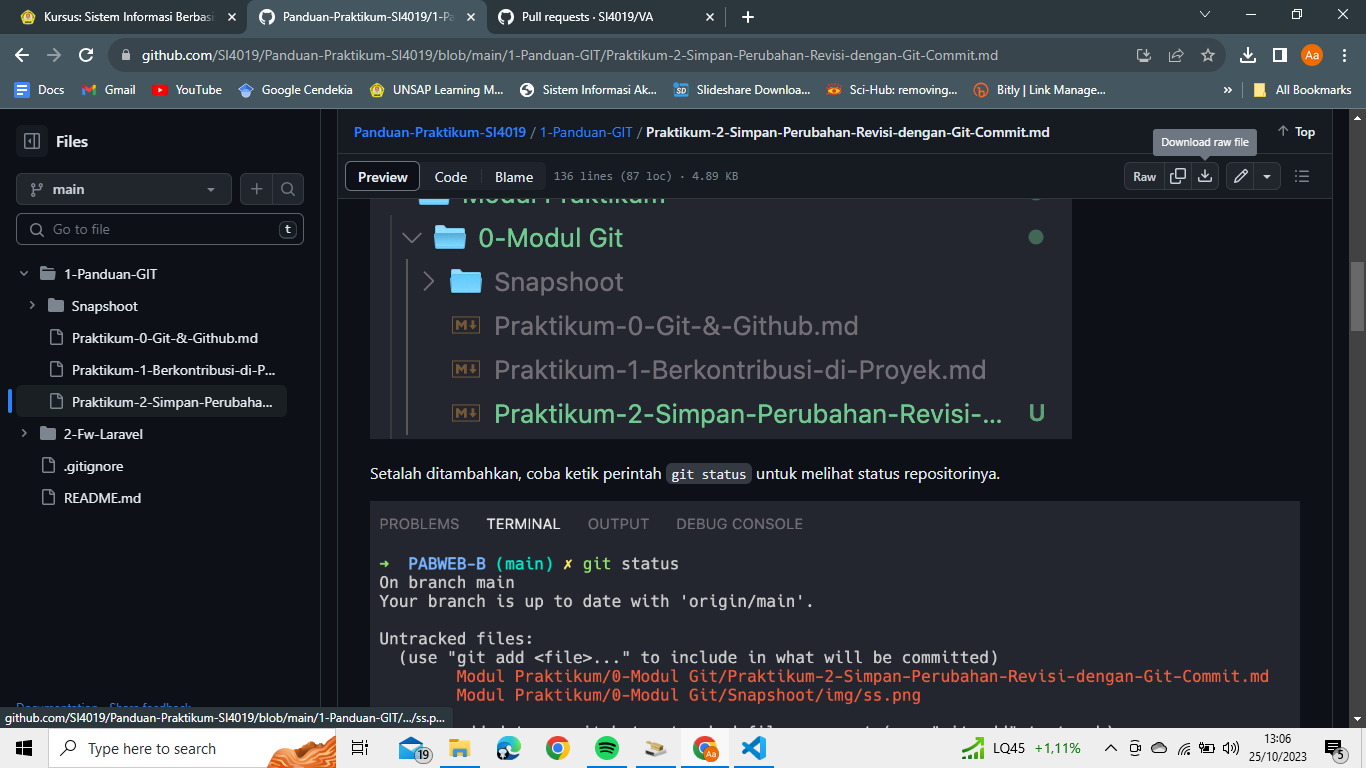 Kursus: Sistem Informasi Berbasi
Panduan-Praktikum-SI4019/1-Pa
Pull requests · SI4019/VA
github.com/SI4019/Panduan-Praktikum-SI4019/blob/main/1-Panduan-GIT/Praktikum-2-Simpan-Perubahan-Revisi-dengan-Git-Commit.md
Aa
Docs
Gmail
YouTube
Google Cendekia
UNSAP Learning M...
Sistem Informasi Ak...
Slideshare Downloa...
Sci-Hub: removing...
Bitly | Link Manage...
»
All Bookmarks
Files
Panduan-Praktikum-SI4019 / 1-Panduan-GIT / Praktikum-2-Simpan-Perubahan-Revisi-dengan-Git-Commit.md
Top
Download raw file
main
Preview
Code
Blame
136 lines (87 loc) · 4.89 KB
Raw
Go to file
t
1-Panduan-GIT
Snapshoot
Praktikum-0-Git-&-Github.md
Praktikum-1-Berkontribusi-di-P...
Praktikum-2-Simpan-Perubaha...
2-Fw-Laravel
.gitignore
README.md
Modul Praktikum
0-Modul Git
Snapshoot
M↓ Praktikum-0-Git-&-Github.md
M↓ Praktikum-1-Berkontribusi-di-Proyek.md
M↓ Praktikum-2-Simpan-Perubahan-Revisi-... U
Setalah ditambahkan, coba ketik perintah git status untuk melihat status repositorinya.
PROBLEMS TERMINAL OUTPUT DEBUG CONSOLE
→ PABWEB-B (main) ✗ git status
On branch main
Your branch is up to date with 'origin/main'.
Untracked files:
(use "git add <file>..." to include in what will be committed)
Modul Praktikum/0-Modul Git/Praktikum-2-Simpan-Perubahan-Revisi-dengan-Git-Commit.md
Modul Praktikum/0-Modul Git/Snapshoot/img/ss.png
github.com/SI4019/Panduan-Praktikum-SI4019/blob/main/1-Panduan-GIT/.../ss.p...
Type here to search
19
Aa
LQ45 +1,11%
13:06
25/10/2023
5